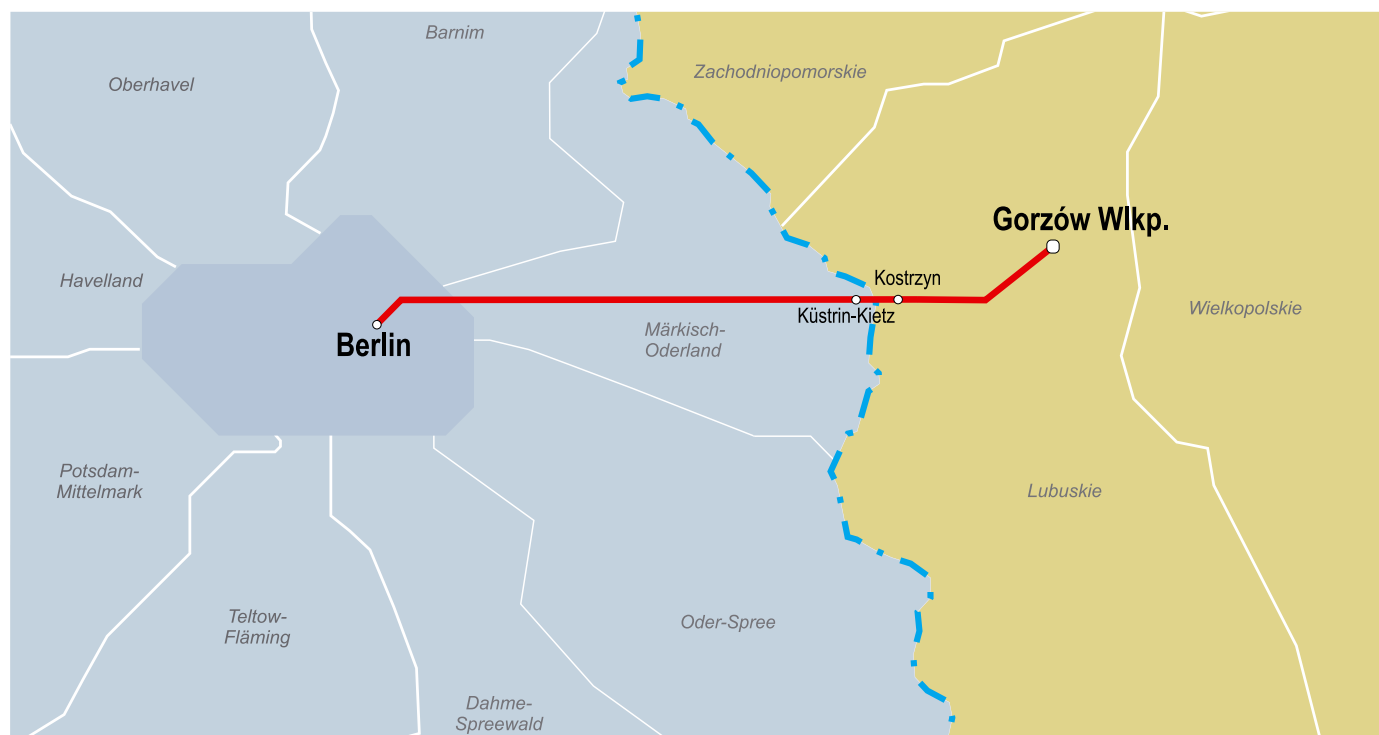 Barnim
Zachodniopomorskie
Oberhavel
Gorzów Wlkp.
Havelland
Kostrzyn
Wielkopolskie
Küstrin-Kietz
Märkisch-
Oderland
Berlin
Potsdam-
Mittelmark
Lubuskie
Teltow-
Fläming
Oder-Spree
Dahme-
Spreewald